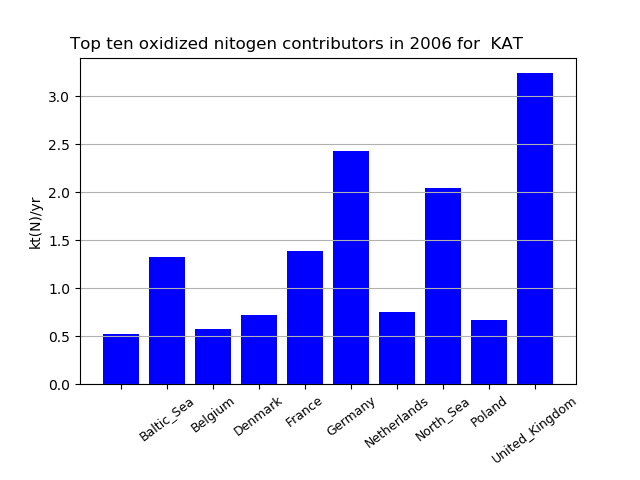 Top ten oxidized nitogen contributors in 2006 for  KAT
kt(N)/yr
3.0
2.5
2.0
1.5
1.0
0.5
0.0
Baltic_Sea
Belgium
Denmark
France
Germany
Netherlands
North_Sea
Poland
United_Kingdom